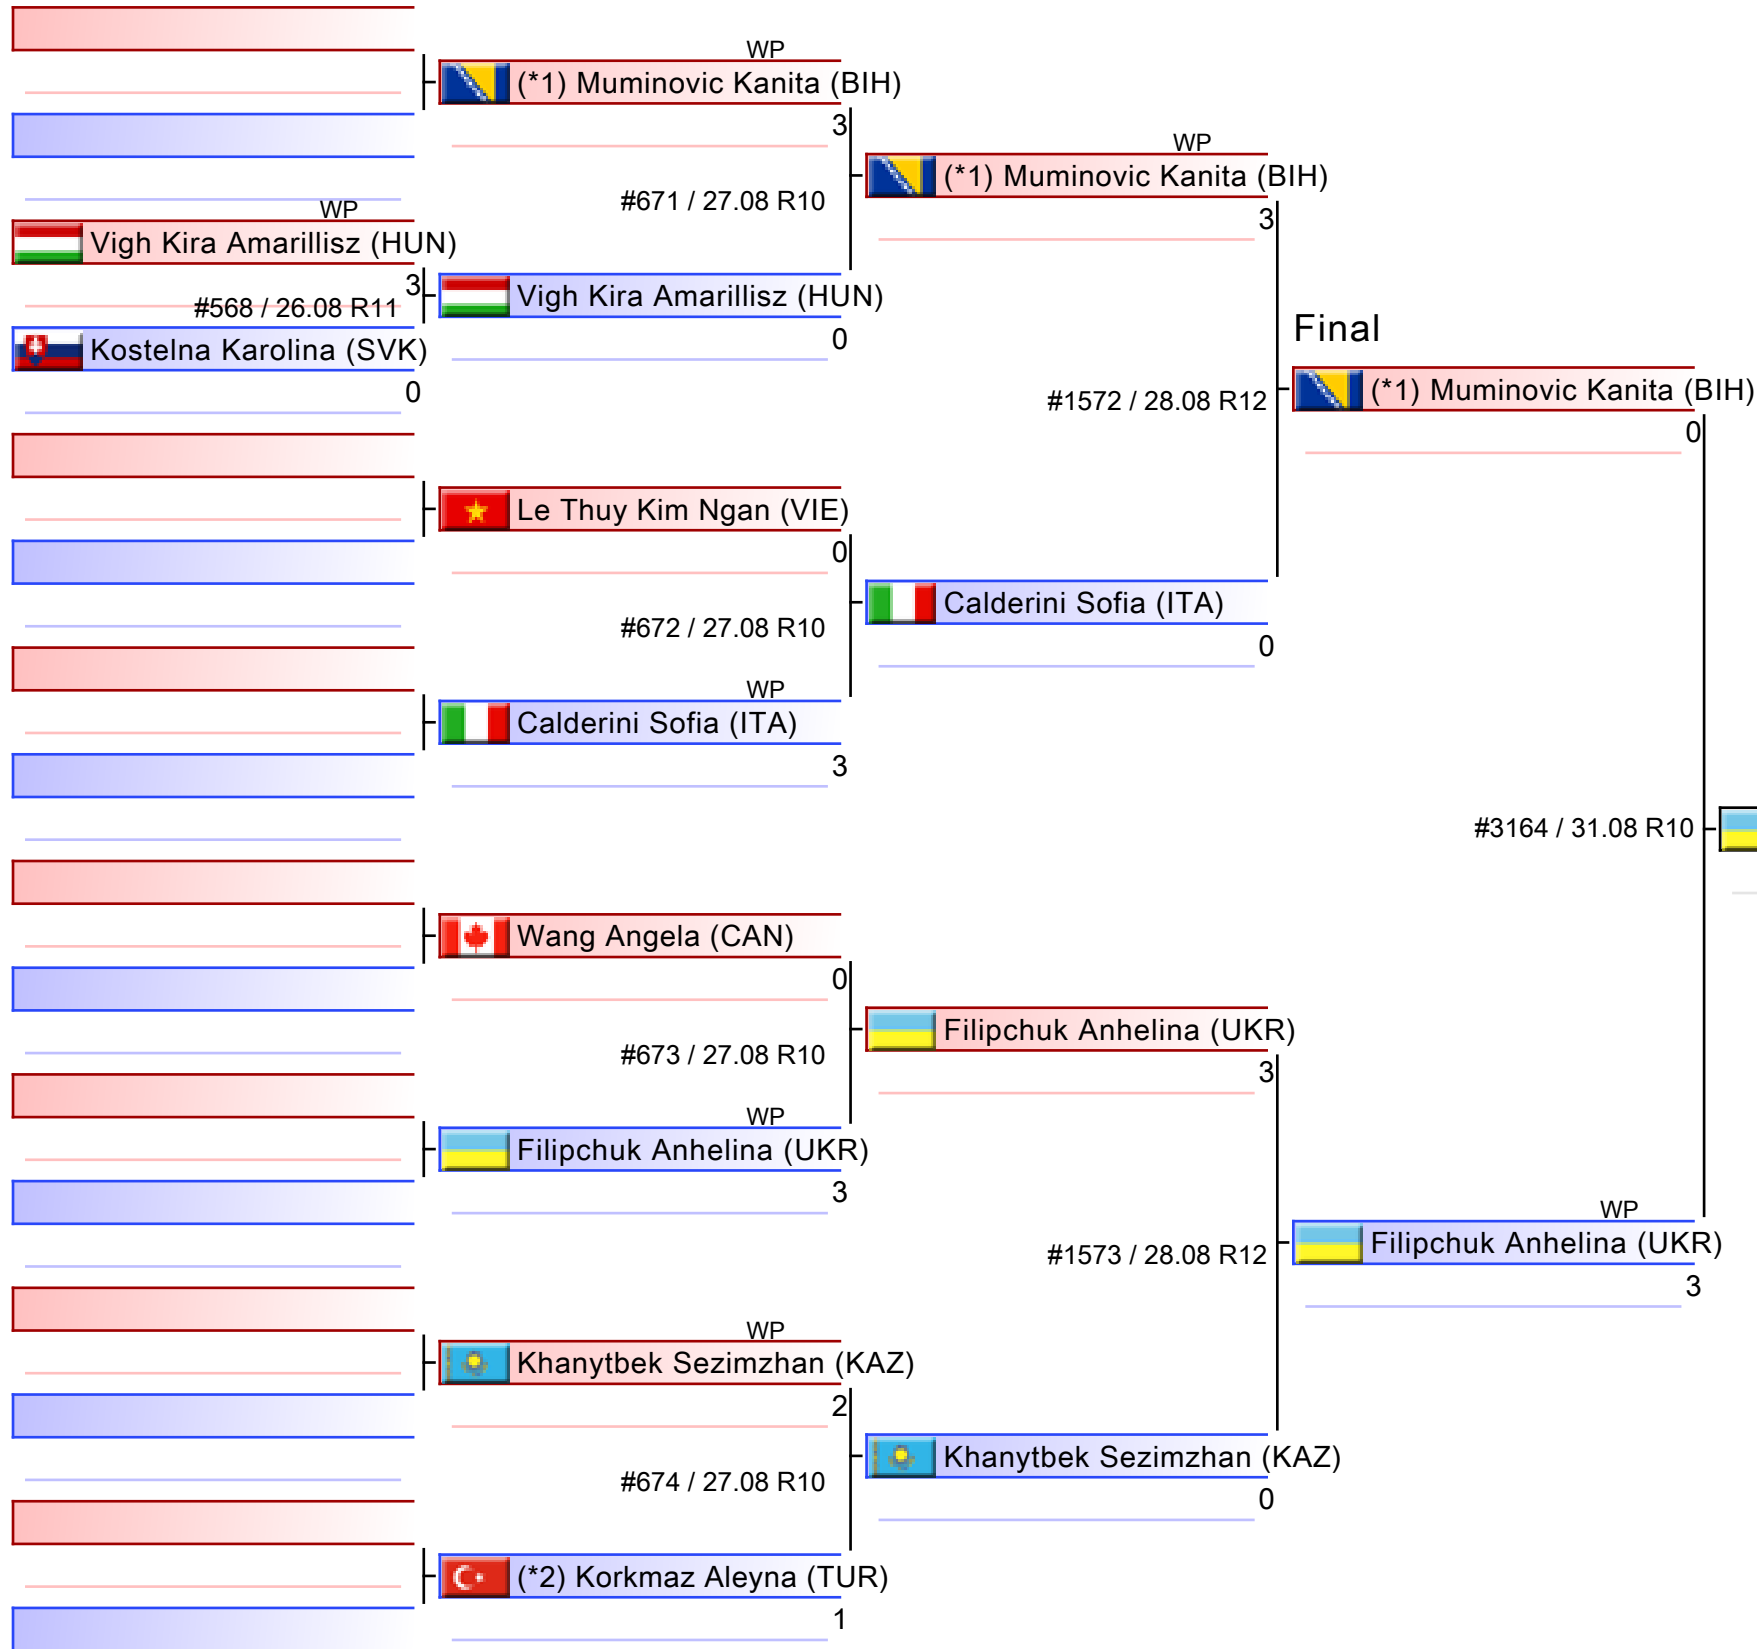 WP
(*1) Muminovic Kanita (BIH)
3
WP
(*1) Muminovic Kanita (BIH)
#671 / 27.08 R10
WP
3
Vigh Kira Amarillisz (HUN)
3
Vigh Kira Amarillisz (HUN)
#568 / 26.08 R11
Final
0
Kostelna Karolina (SVK)
0
(*1) Muminovic Kanita (BIH)
#1572 / 28.08 R12
0
Le Thuy Kim Ngan (VIE)
0
Calderini Sofia (ITA)
#672 / 27.08 R10
0
WP
Calderini Sofia (ITA)
3
#3164 / 31.08 R10
Wang Angela (CAN)
0
Filipchuk Anhelina (UKR)
#673 / 27.08 R10
3
WP
Filipchuk Anhelina (UKR)
3
WP
Filipchuk Anhelina (UKR)
#1573 / 28.08 R12
3
WP
Khanytbek Sezimzhan (KAZ)
2
Khanytbek Sezimzhan (KAZ)
#674 / 27.08 R10
0
(*2) Korkmaz Aleyna (TUR)
1